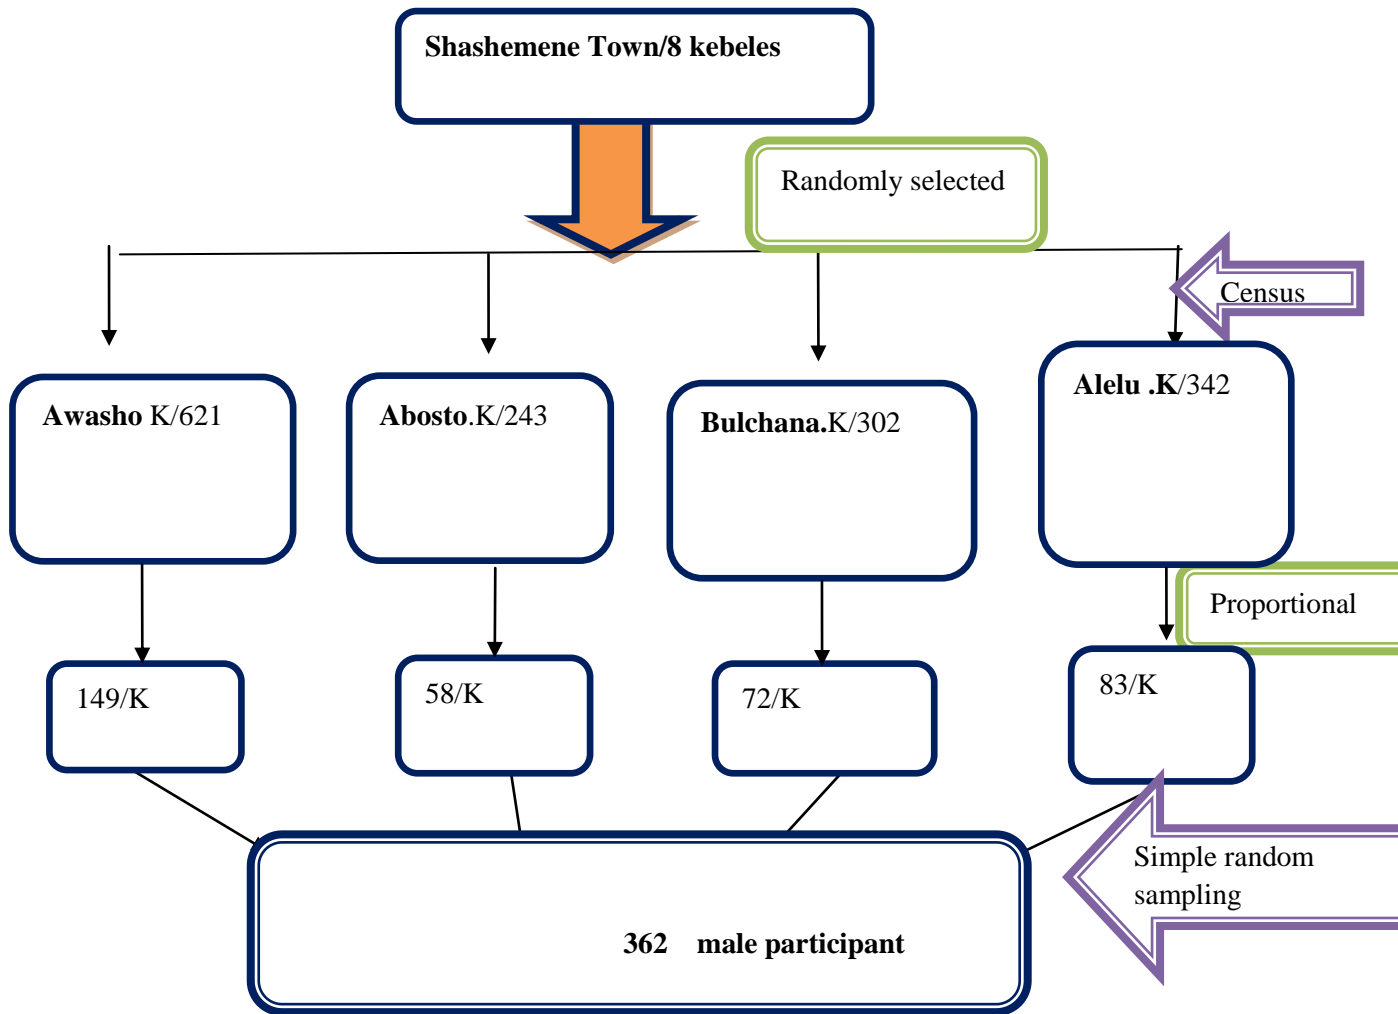 Shashemene Town/8 kebeles
Randomly selected
Census
Awasho K/621
Abosto.K/243
Bulchana.K/302
Alelu .K/342
Proportional
149/K
58/K
72/K
83/K
Simple random
sampling
362 male participant